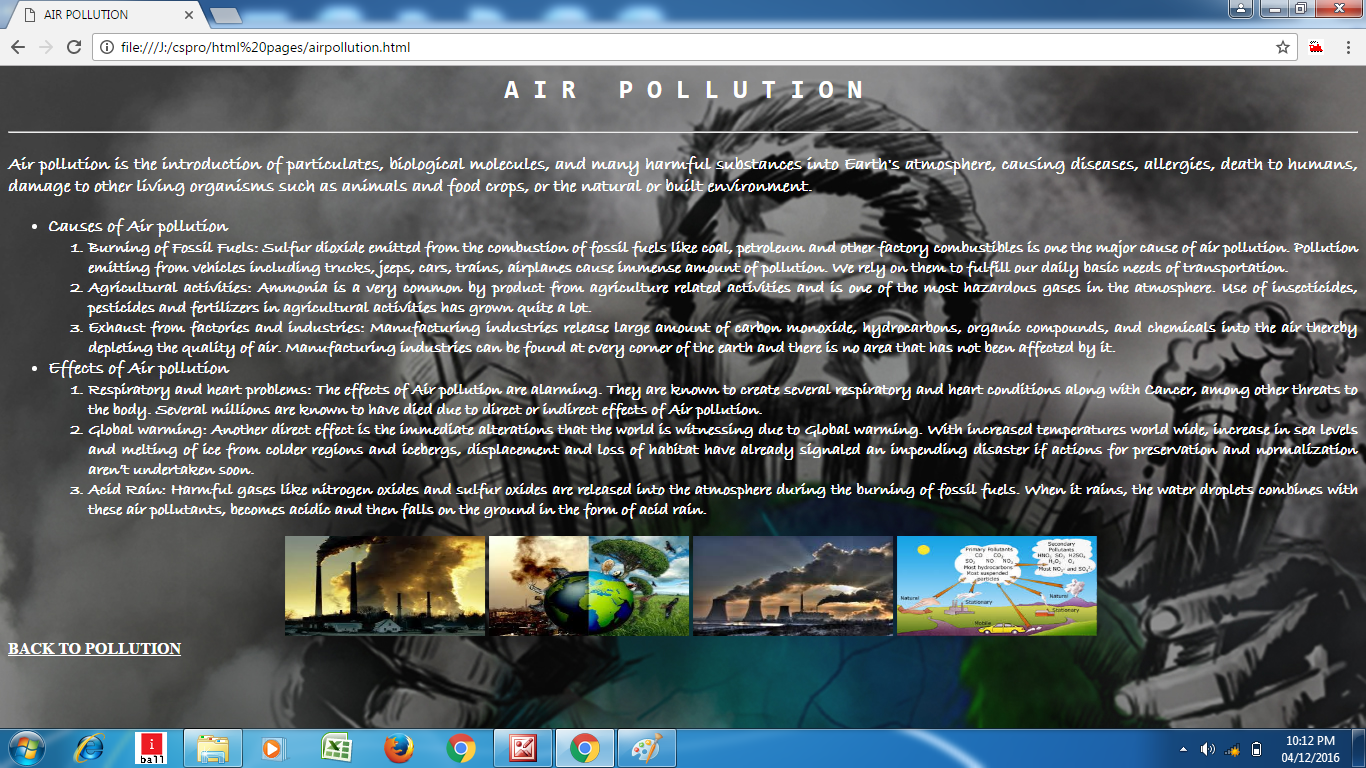 AIR POLLUTION
file:///J:/cspro/html%20pages/airpollution.html
AIR POLLUTION
Air pollution is the introduction of particulates, biological molecules, and many harmful substances into Earth's atmosphere, causing diseases, allergies, death to humans,
damage to other living organisms such as animals and food crops, or the natural or built environment.
• Causes of Air pollution
1. Burning of Fossil Fuels: Sulfur dioxide emitted from the combustion of fossil fuels like coal, petroleum and other factory combustibles is one the major cause of air pollution. Pollution
emitting from vehicles including trucks, jeeps, cars, trains, airplanes cause immense amount of pollution. We rely on them to fulfill our daily basic needs of transportation.
2. Agricultural activities: Ammonia is a very common by product from agriculture related activities and is one of the most hazardous gases in the atmosphere. Use of insecticides,
pesticides and fertilizers in agricultural activities has grown quite a lot.
3. Exhaust from factories and industries: Manufacturing industries release large amount of carbon monoxide, hydrocarbons, organic compounds, and chemicals into the air thereby
depleting the quality of air. Manufacturing industries can be found at every corner of the earth and there is no area that has not been affected by it.
• Effects of Air pollution
1. Respiratory and heart problems: The effects of Air pollution are alarming. They are known to create several respiratory and heart conditions along with Cancer, among other threats to
the body. Several millions are known to have died due to direct or indirect effects of Air pollution.
2. Global warming: Another direct effect is the immediate alterations that the world is witnessing due to Global warming. With increased temperatures world wide, increase in sea levels
and melting of ice from colder regions and icebergs, displacement and loss of habitat have already signaled an impending disaster if actions for preservation and normalization
aren't undertaken soon.
3. Acid Rain: Harmful gases like nitrogen oxides and sulfur oxides are released into the atmosphere during the burning of fossil fuels. When it rains, the water droplets combines with
these air pollutants, becomes acidic and then falls on the ground in the form of acid rain.
Primary Pollutants
CO CO₂
SO₂ NO NO₂
Most hydrocarbons
Most suspended
particles
Secondary
Pollutants
HNO₃ SO₃ H2SO₄
H₂O₂ O₃
Most NO₃⁻ and SO₄²⁻
Natural
Stationary
Natural
Stationary
Mobile
BACK TO POLLUTION
i
ball
10:12 PM
04/12/2016